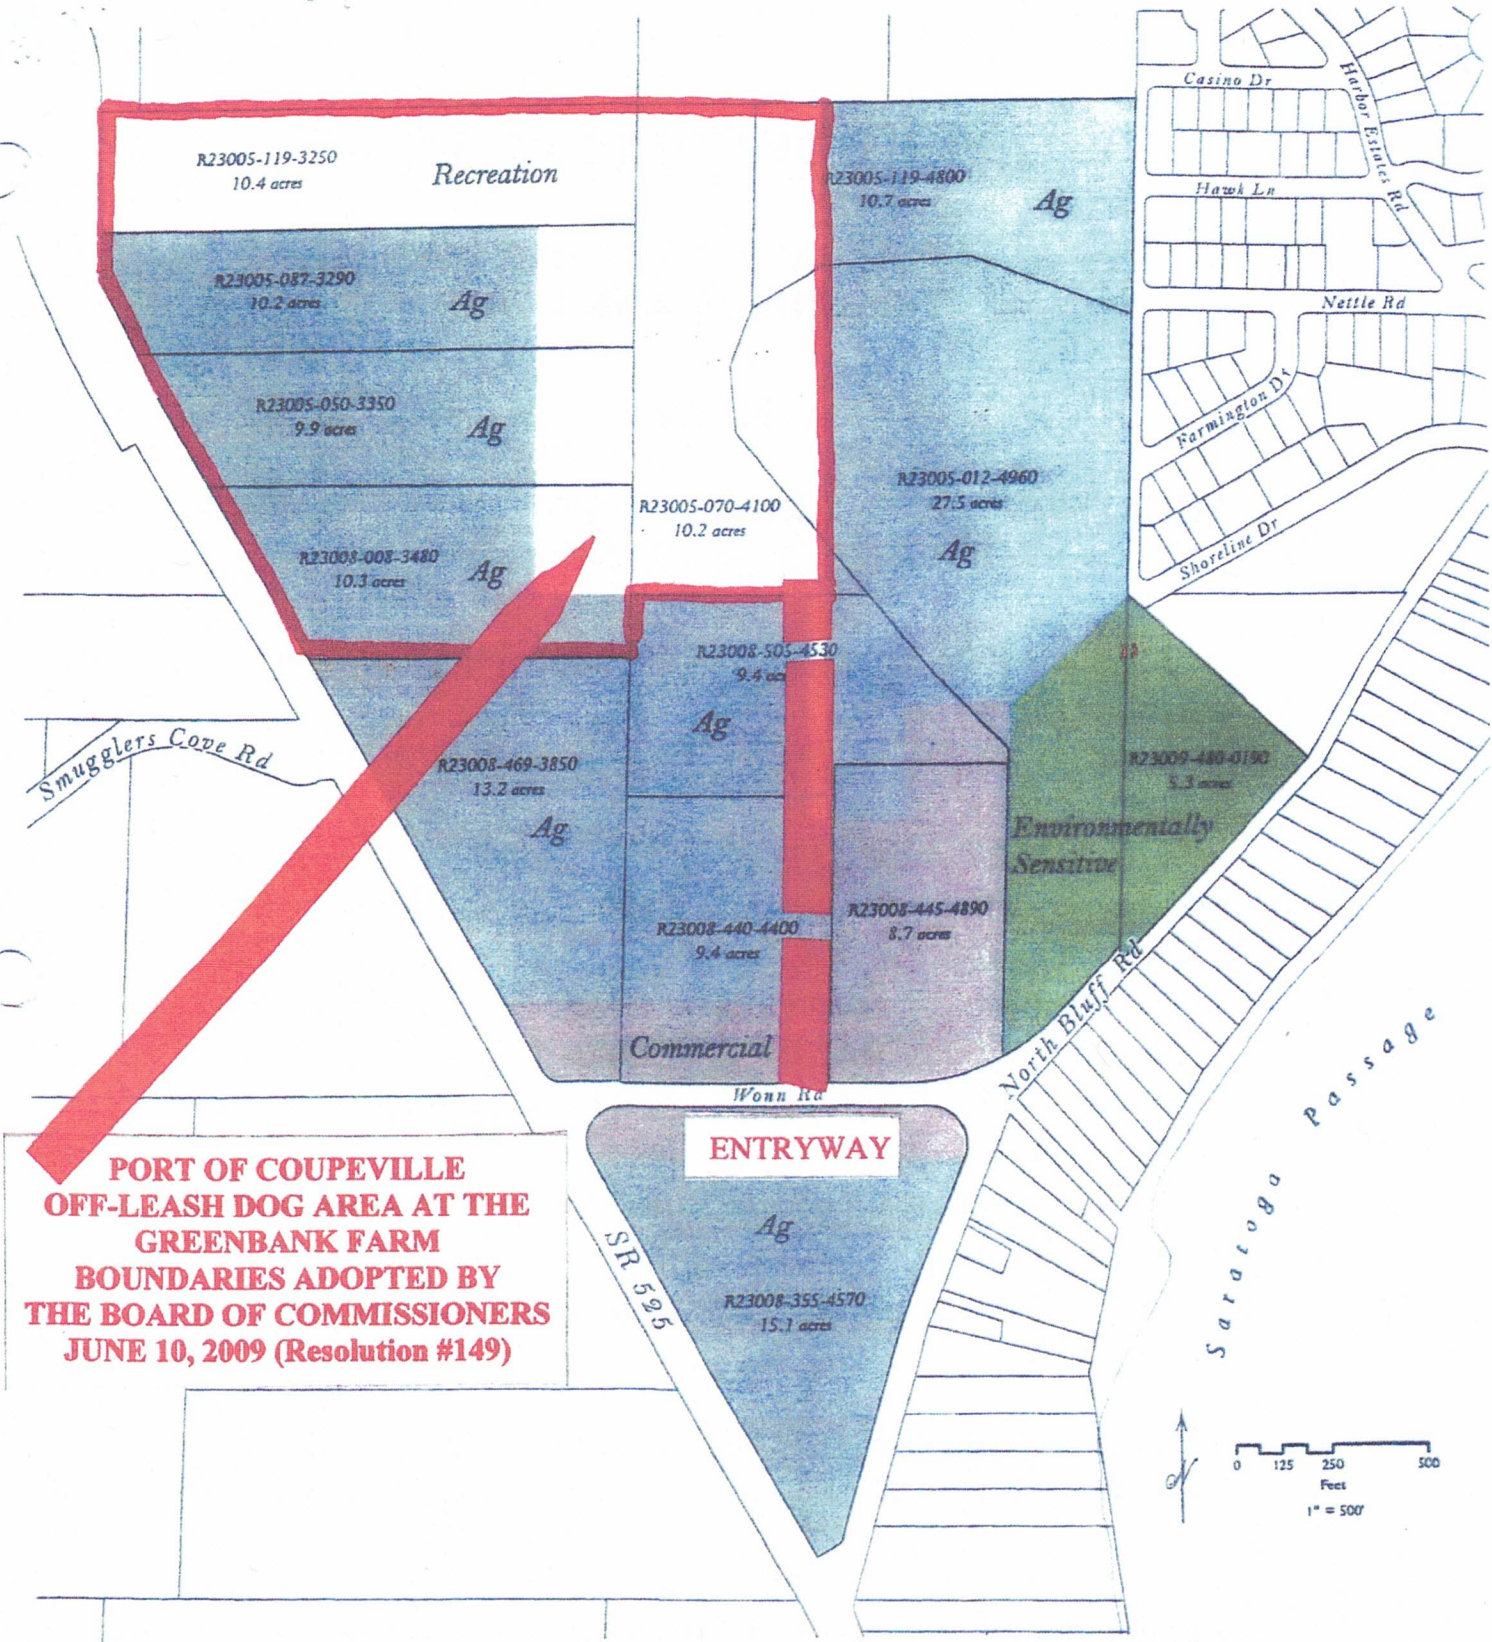 Casino Dr
Harbor Estates Rd
R23005-119-3250
10.4 acres
Recreation
R23005-119-4800
10.7 acres
Ag
Hawk Ln
R23005-087-3290
10.2 acres
Ag
Nettle Rd
R23005-050-3350
9.9 acres
Ag
Farmington Dr
R23005-012-4960
27.5 acres
Ag
R23005-070-4100
10.2 acres
Shoreline Dr
R23008-008-3480
10.3 acres
Ag
R23008-505-4530
9.4 ac
Ag
Smugglers Cove Rd
R23008-469-3850
13.2 acres
Ag
R23009-480-0190
5.3 acres
Environmentally
Sensitive
R23008-440-4400
9.4 acres
R23008-445-4890
8.7 acres
North Bluff Rd
Commercial
Wonn Rd
Saratoga Passage
ENTRYWAY
PORT OF COUPEVILLE
OFF-LEASH DOG AREA AT THE
GREENBANK FARM
BOUNDARIES ADOPTED BY
THE BOARD OF COMMISSIONERS
JUNE 10, 2009 (Resolution #149)
Ag
SR 525
R23008-355-4570
15.1 acres
N
0 125 250 500
Feet
1" = 500'